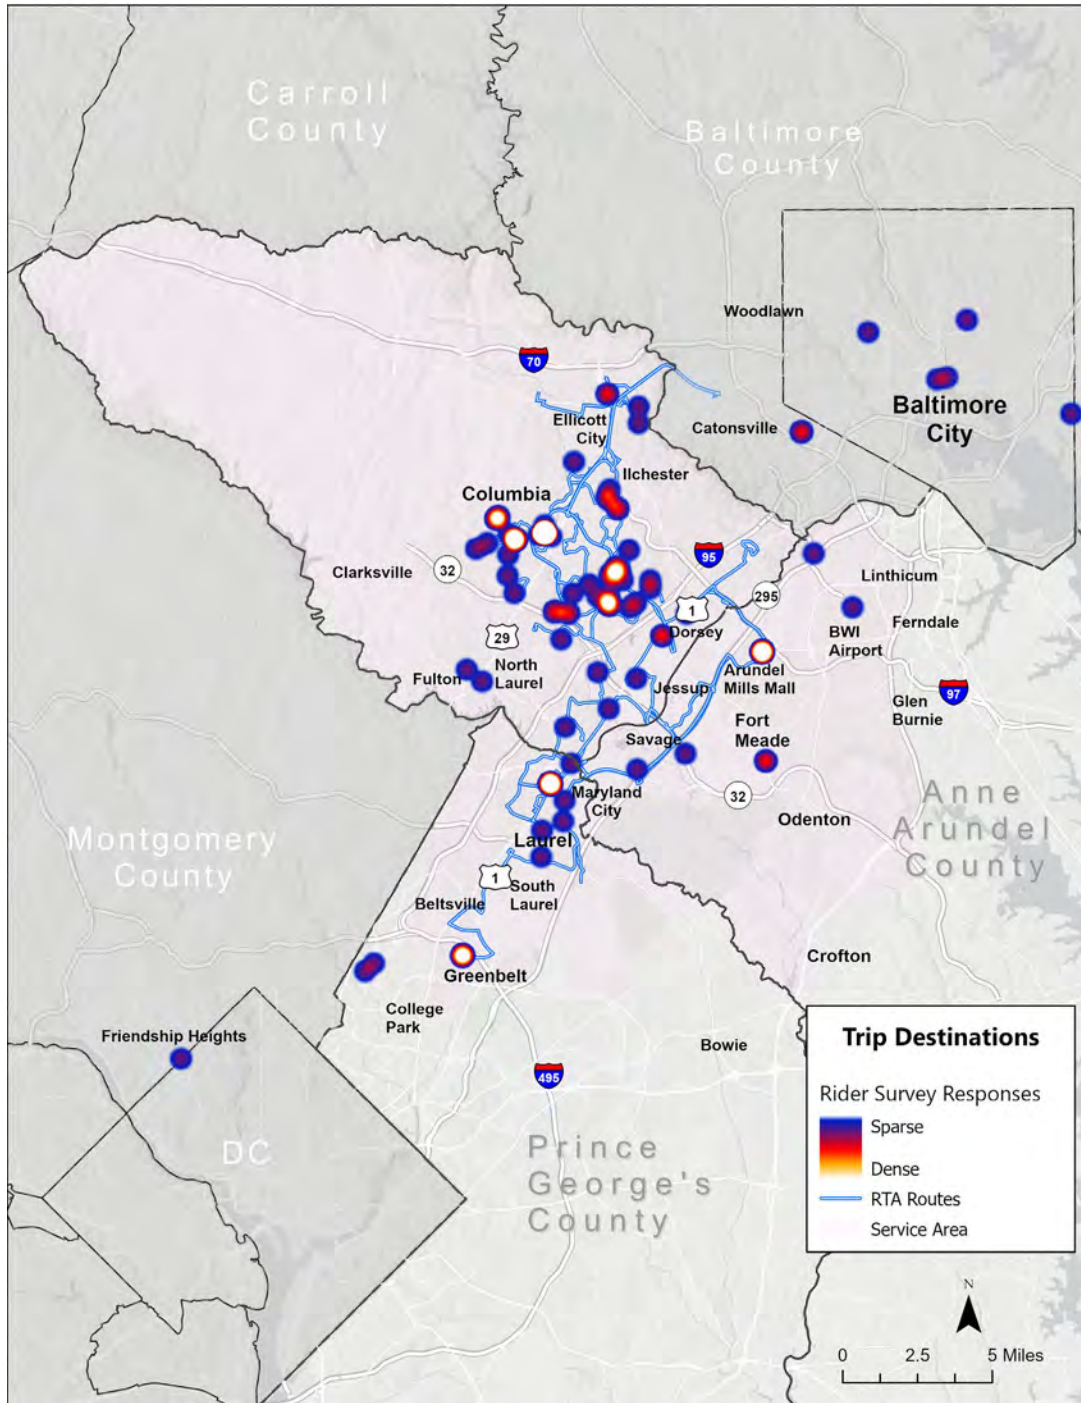 Carroll
County
Baltimore
County
Woodlawn
70
Baltimore
City
Ellicott
City
Catonsville
Ilchester
Columbia
95
32
Clarksville
295
Linthicum
1
Ferndale
Dorsey
BWI
Airport
29
North
Laurel
Fulton
Arundel
Mills Mall
Jessup
97
Glen
Burnie
Fort
Meade
Savage
32
Maryland
City
Anne
Arundel
County
Odenton
Montgomery
County
Laurel
1
South
Laurel
Beltsville
Crofton
Greenbelt
College
Park
Friendship Heights
Bowie
495
DC
Prince
George's
County
Trip Destinations
Rider Survey Responses
Sparse
Dense
RTA Routes
Service Area
N
0 2.5 5 Miles